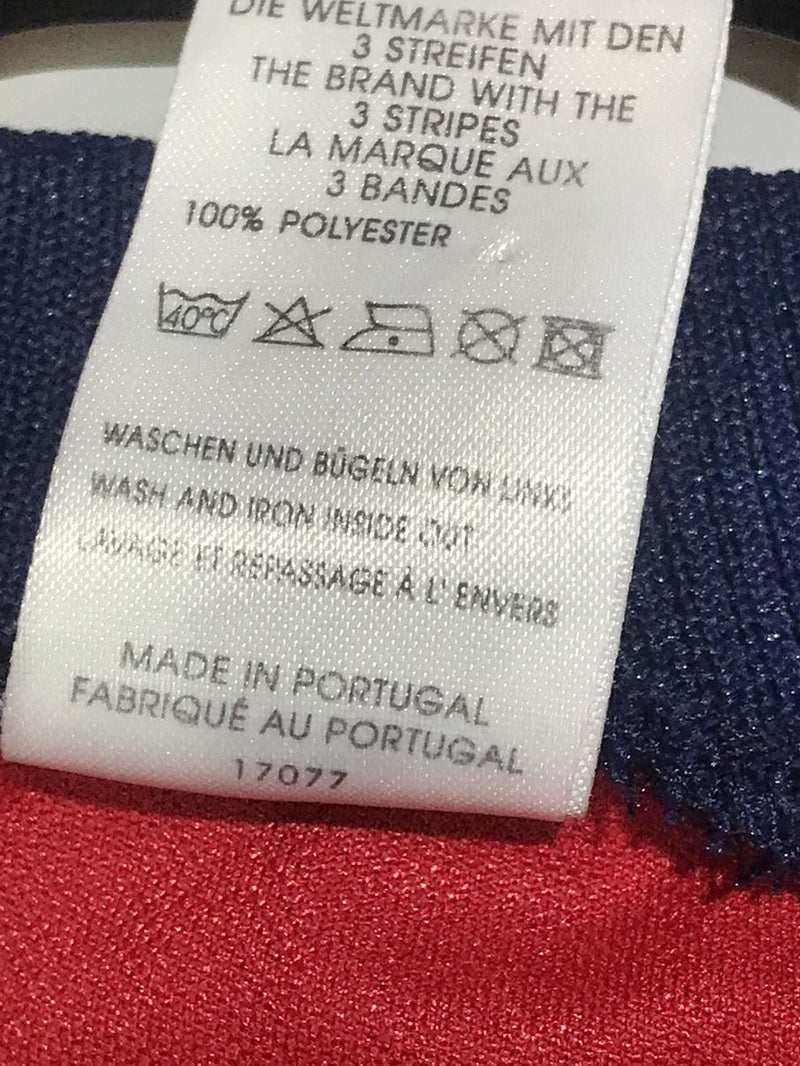 DIE WELTMARKE MIT DEN
3 STREIFEN
THE BRAND WITH THE
3 STRIPES
LA MARQUE AUX
3 BANDES
100% POLYESTER
40°C
WASCHEN UND BÜGELN VON LINKS
WASH AND IRON INSIDE OUT
LAVAGE ET REPASSAGE À L' ENVERS
MADE IN PORTUGAL
FABRIQUÉ AU PORTUGAL
17077